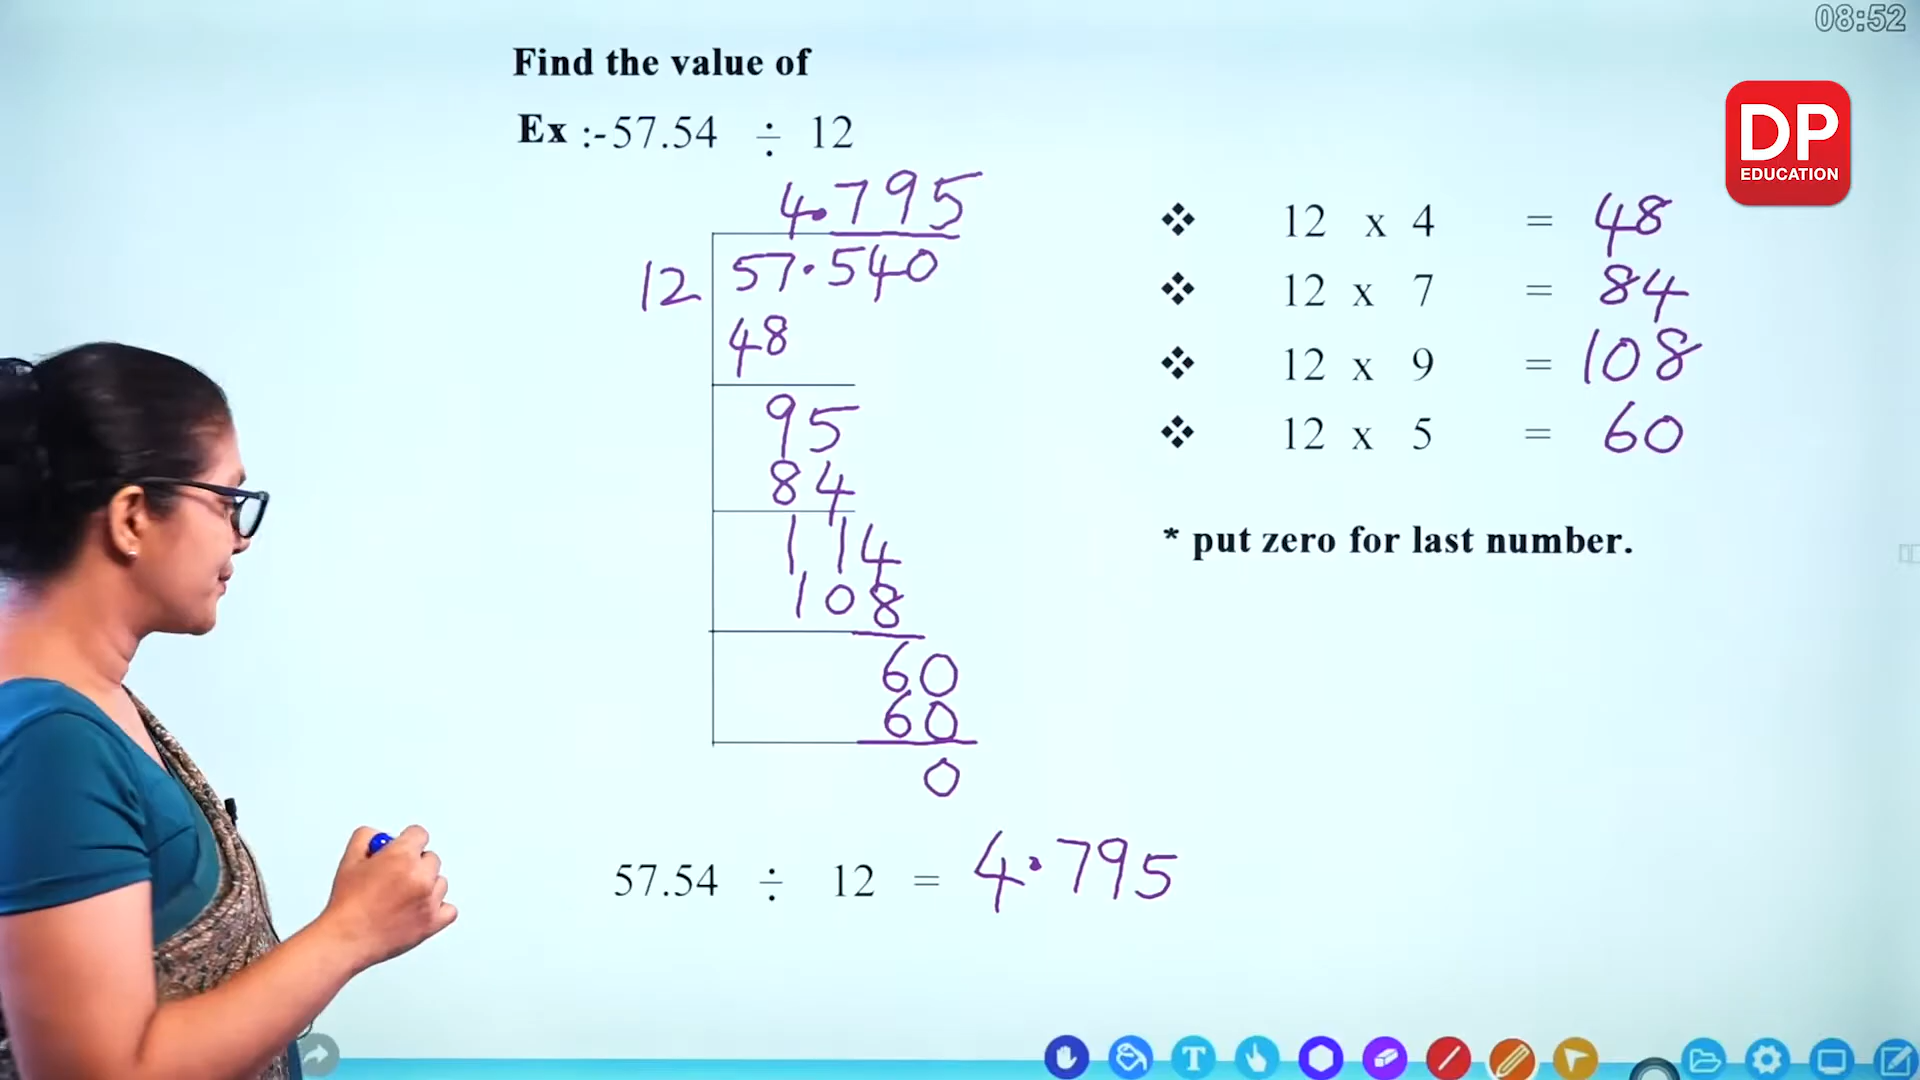 08:52
Find the value of
DP
EDUCATION
Ex :-57.54 ÷ 12
4.795
12 57.540
48
95
84
114
108
60
60
0
❖ 12 x 4 = 48
❖ 12 x 7 = 84
❖ 12 x 9 = 108
❖ 12 x 5 = 60
* put zero for last number.
57.54 ÷ 12 = 4.795
T